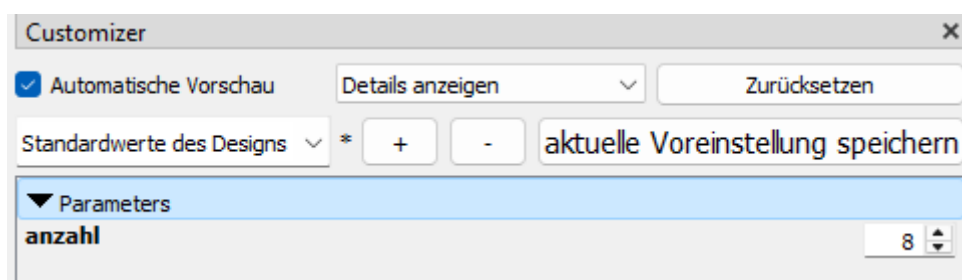 Customizer
Automatische Vorschau Details anzeigen Zurücksetzen
Standardwerte des Designs * + - aktuelle Voreinstellung speichern
Parameters
anzahl 8